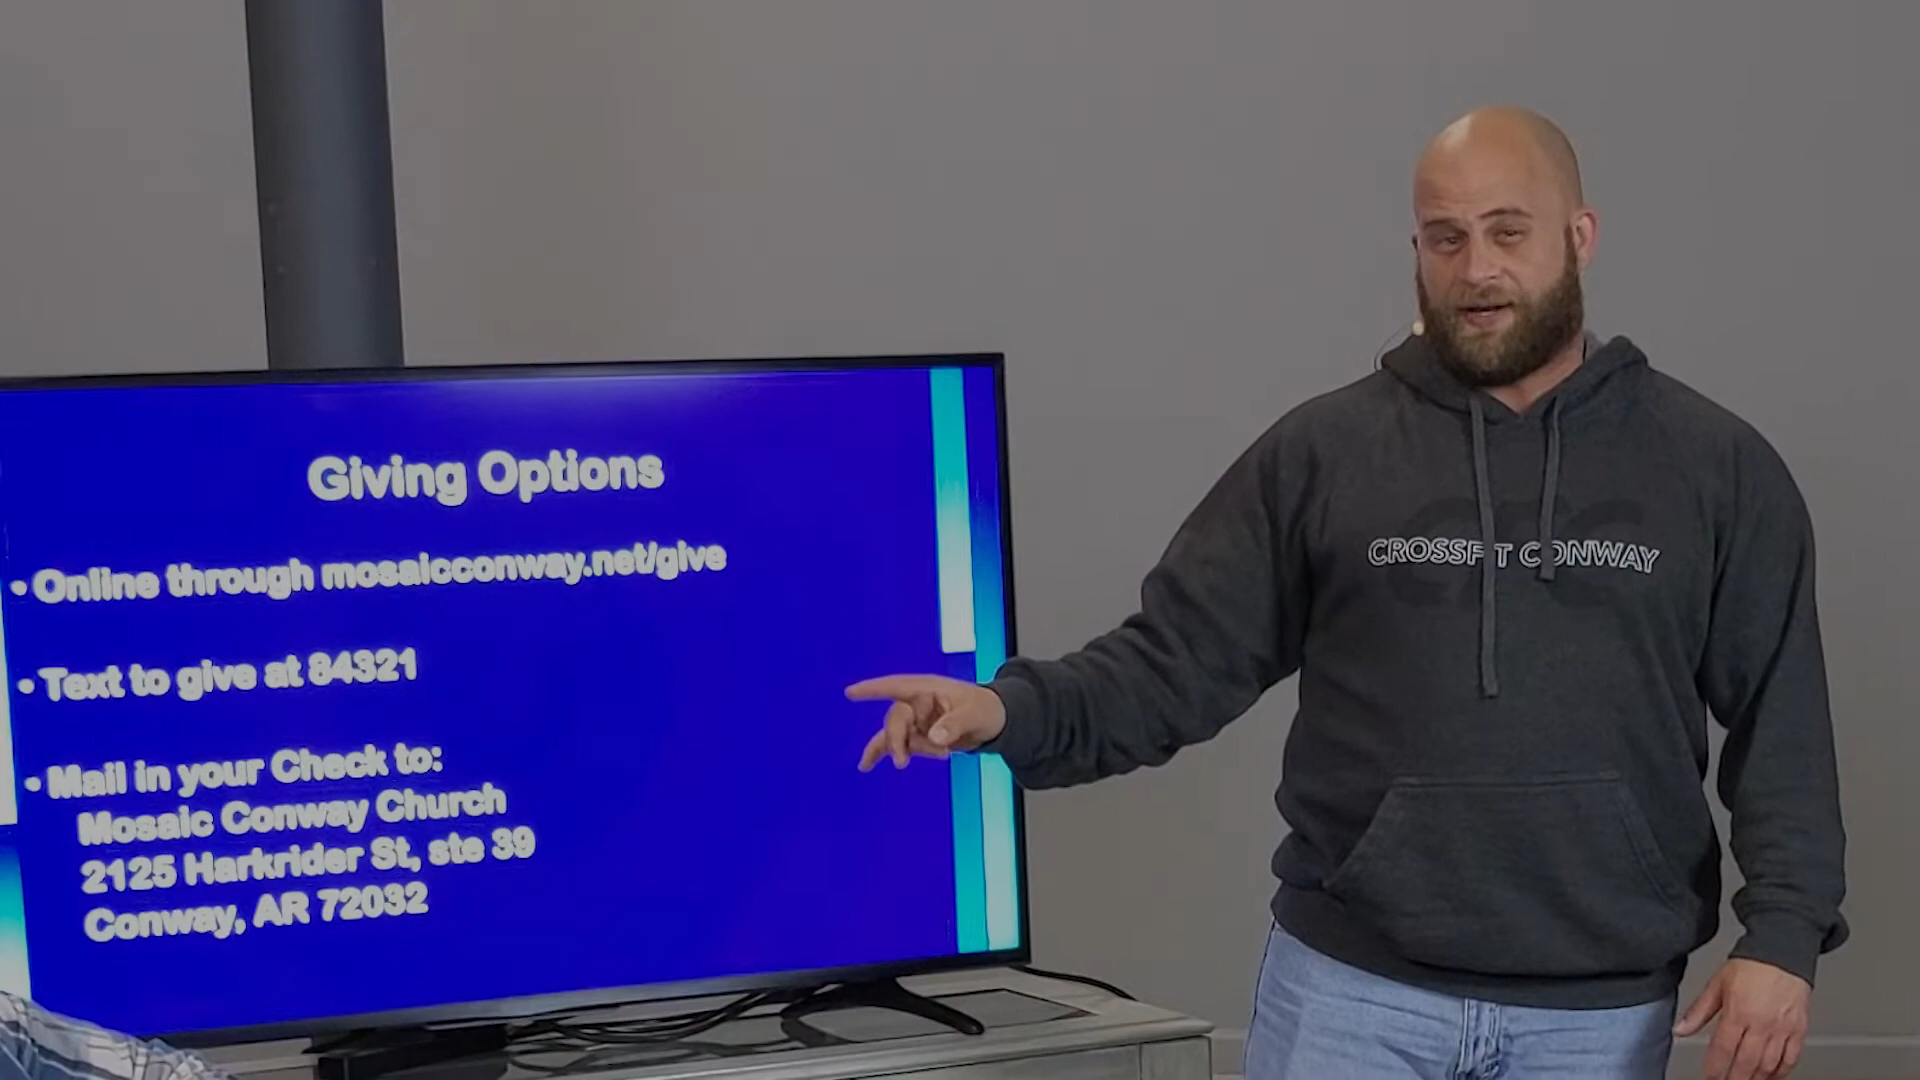 Giving Options
• Online through mosaicconway.net/give
• Text to give at 84321
• Mail in your Check to:
Mosaic Conway Church
2125 Harkrider St, ste 39
Conway, AR 72032
CFC
CROSSFIT CONWAY